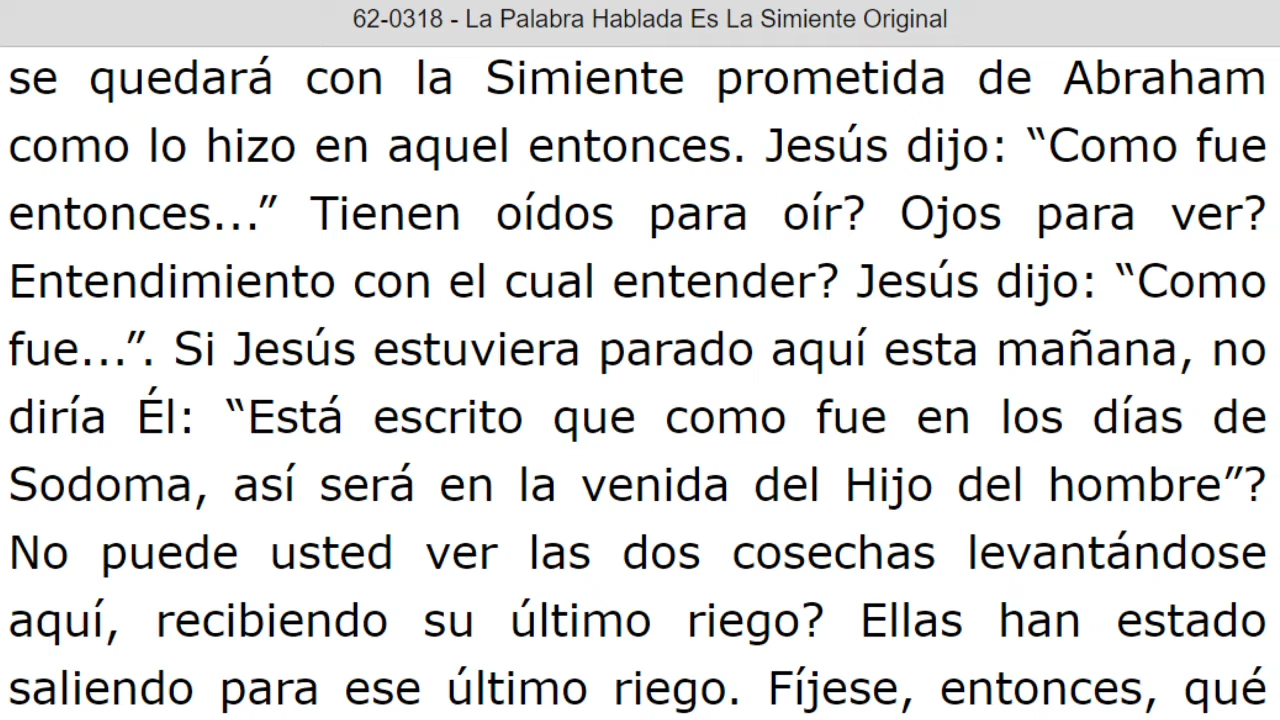 62-0318 - La Palabra Hablada Es La Simiente Original
se quedará con la Simiente prometida de Abraham
como lo hizo en aquel entonces. Jesús dijo: “Como fue
entonces...” Tienen oídos para oír? Ojos para ver?
Entendimiento con el cual entender? Jesús dijo: “Como
fue...”. Si Jesús estuviera parado aquí esta mañana, no
diría Él: “Está escrito que como fue en los días de
Sodoma, así será en la venida del Hijo del hombre”?
No puede usted ver las dos cosechas levantándose
aquí, recibiendo su último riego? Ellas han estado
saliendo para ese último riego. Fíjese, entonces, qué